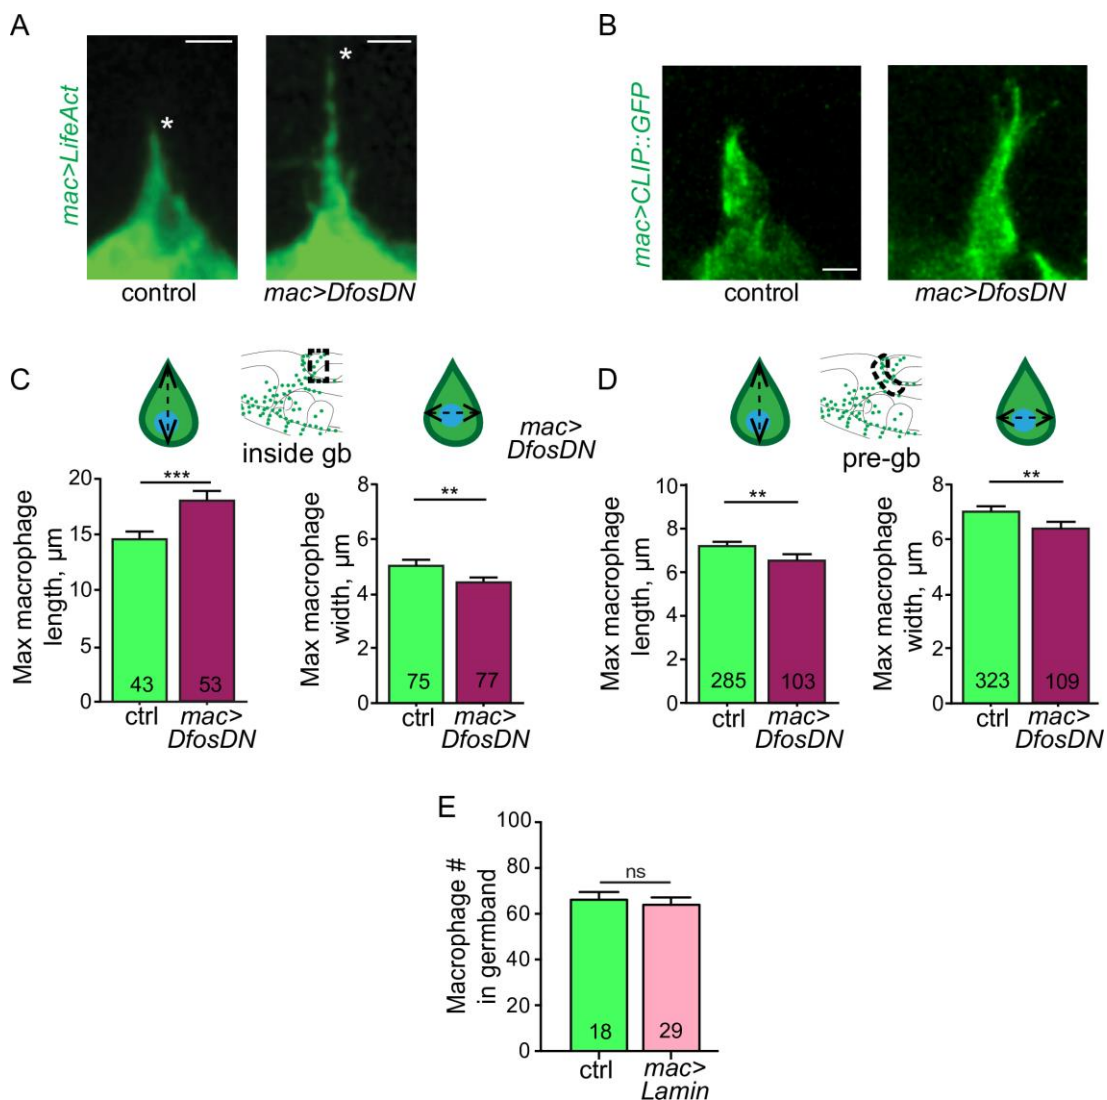 A
B
mac>LifeAct
*
*
mac>CLIP::GFP
control
mac>DfosDN
control
mac>DfosDN
C
inside gb
mac>
DfosDN
D
pre-gb
Max macrophage
length, µm
20
15
10
5
0
***
43
53
ctrl
mac>
DfosDN
Max macrophage
width, µm
8
6
4
2
0
**
75
77
ctrl
mac>
DfosDN
Max macrophage
length, µm
10
8
6
4
2
0
**
285
103
ctrl
mac>
DfosDN
Max macrophage
width, µm
8
6
4
2
0
**
323
109
ctrl
mac>
DfosDN
E
Macrophage #
in germband
100
80
60
40
20
0
ns
18
29
ctrl
mac>
Lamin